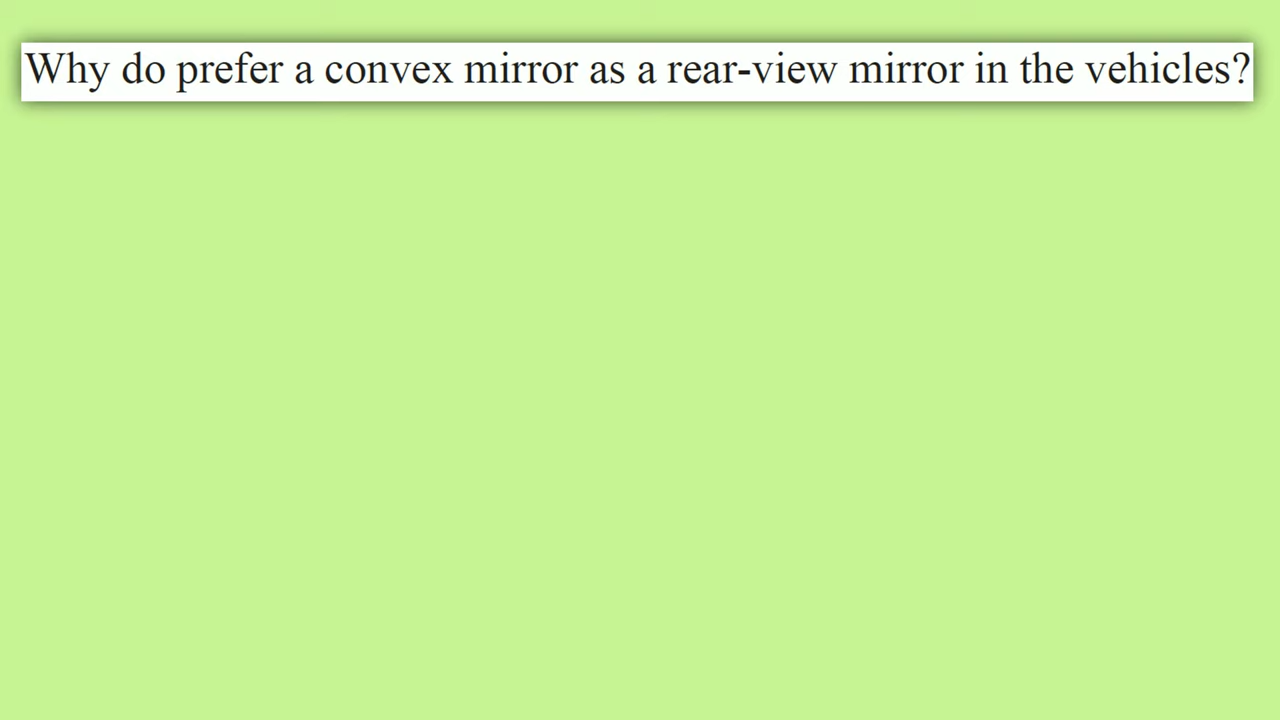 Why do prefer a convex mirror as a rear-view mirror in the vehicles?